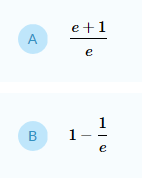 A (e + 1)/e
B 1 − 1/e